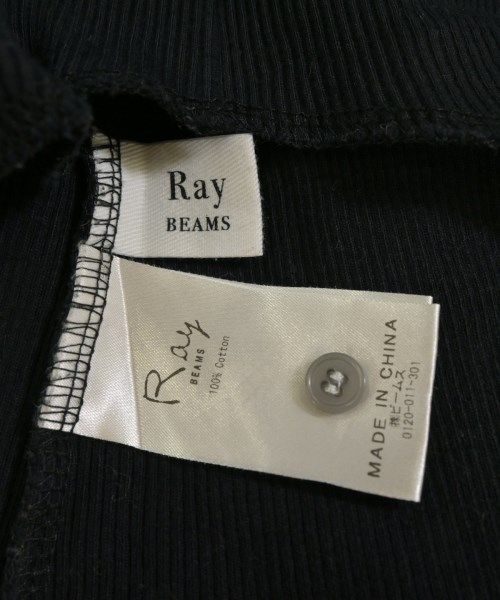 Ray
BEAMS
Ray
BEAMS
100% Cotton
MADE IN CHINA
㈱ビームス
0120-011-301